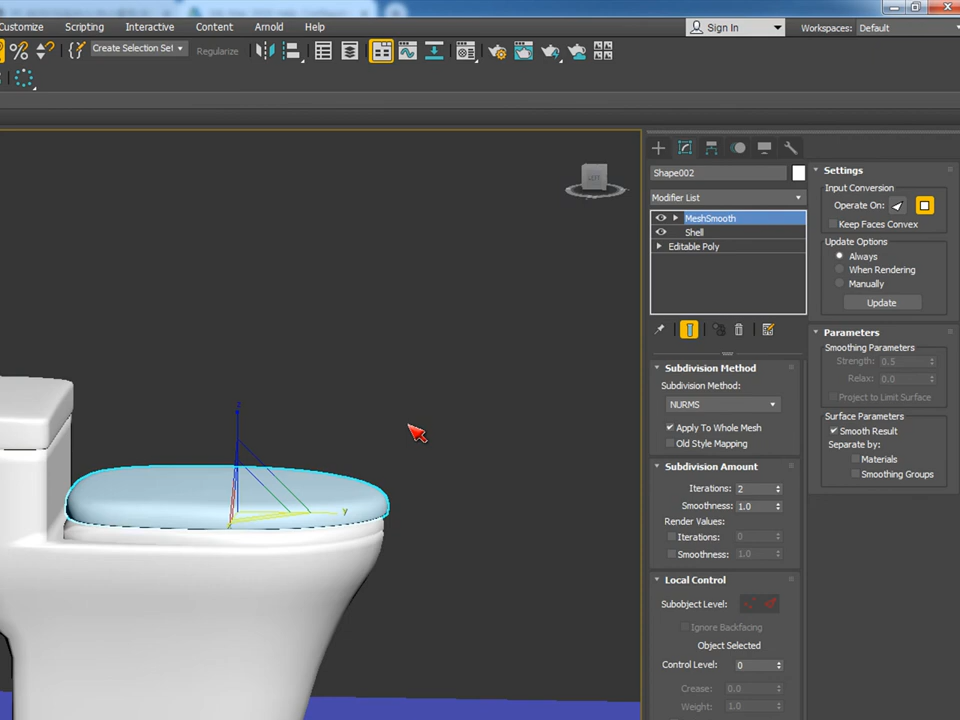 Customize Scripting Interactive Content Arnold Help
Sign In Workspaces: Default
Create Selection Set Regularize
LEFT
z
y
Shape002
Modifier List
MeshSmooth
Shell
Editable Poly
Subdivision Method
Subdivision Method:
NURMS
Apply To Whole Mesh
Old Style Mapping
Subdivision Amount
Iterations: 2
Smoothness: 1.0
Render Values:
Iterations: 0
Smoothness: 1.0
Local Control
Subobject Level:
Ignore Backfacing
Object Selected
Control Level: 0
Crease: 0.0
Weight: 1.0
Settings
Input Conversion
Operate On:
Keep Faces Convex
Update Options
Always
When Rendering
Manually
Update
Parameters
Smoothing Parameters
Strength: 0.5
Relax: 0.0
Project to Limit Surface
Surface Parameters
Smooth Result
Separate by:
Materials
Smoothing Groups